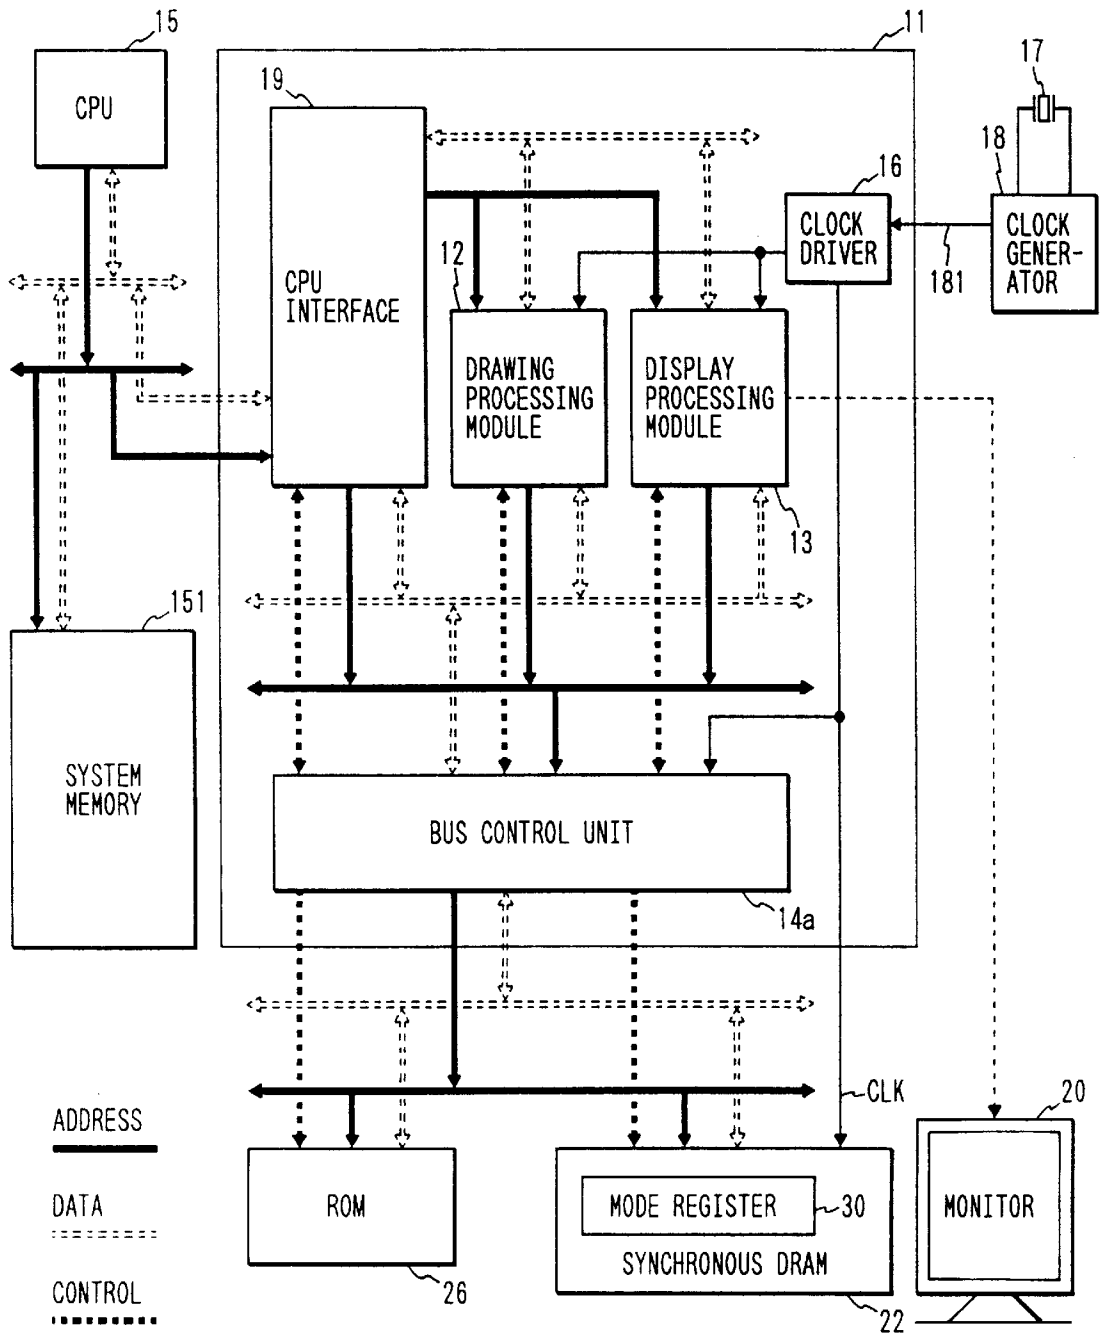 15
CPU
11
19
CPU
INTERFACE
17
18
CLOCK
GENER-
ATOR
16
CLOCK
DRIVER
181
12
DRAWING
PROCESSING
MODULE
DISPLAY
PROCESSING
MODULE
13
151
SYSTEM
MEMORY
BUS CONTROL UNIT
14a
ADDRESS
DATA
CONTROL
CLK
20
MONITOR
ROM
26
MODE REGISTER
30
SYNCHRONOUS DRAM
22